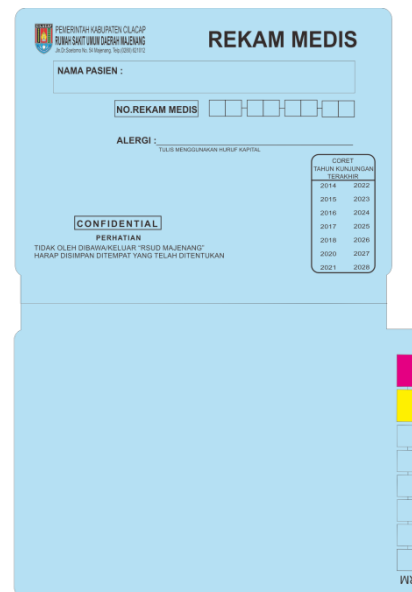 PEMERINTAH KABUPATEN CILACAP
RUMAH SAKIT UMUM DAERAH MAJENANG
REKAM MEDIS
NAMA PASIEN :
NO.REKAM MEDIS
ALERGI :
TULIS MENGGUNAKAN HURUF KAPITAL
CORET
TAHUN KUNJUNGAN
TERAKHIR
2014 2022
2015 2023
2016 2024
2017 2025
2018 2026
2020 2027
2021 2028
CONFIDENTIAL
PERHATIAN
TIDAK OLEH DIBAWA/KELUAR "RSUD MAJENANG"
HARAP DISIMPAN DITEMPAT YANG TELAH DITENTUKAN